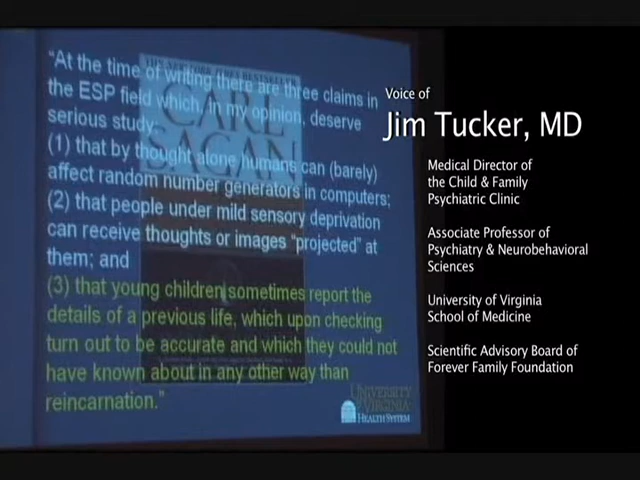 THE NEW YORK TIMES BESTSELLER
CARL
SAGAN
"At the time of writing there are three claims in
the ESP field which, in my opinion, deserve
serious study,
(1) that by thought alone humans can (barely)
affect random number generators in computers;
(2) that people under mild sensory deprivation
can receive thoughts or images "projected" at
them; and
(3) that young children sometimes report the
details of a previous life, which upon checking
turn out to be accurate and which they could not
have known about in any other way than
reincarnation."
UNIVERSITY
of VIRGINIA
HEALTH SYSTEM
Voice of
Jim Tucker, MD
Medical Director of
the Child & Family
Psychiatric Clinic
Associate Professor of
Psychiatry & Neurobehavioral
Sciences
University of Virginia
School of Medicine
Scientific Advisory Board of
Forever Family Foundation